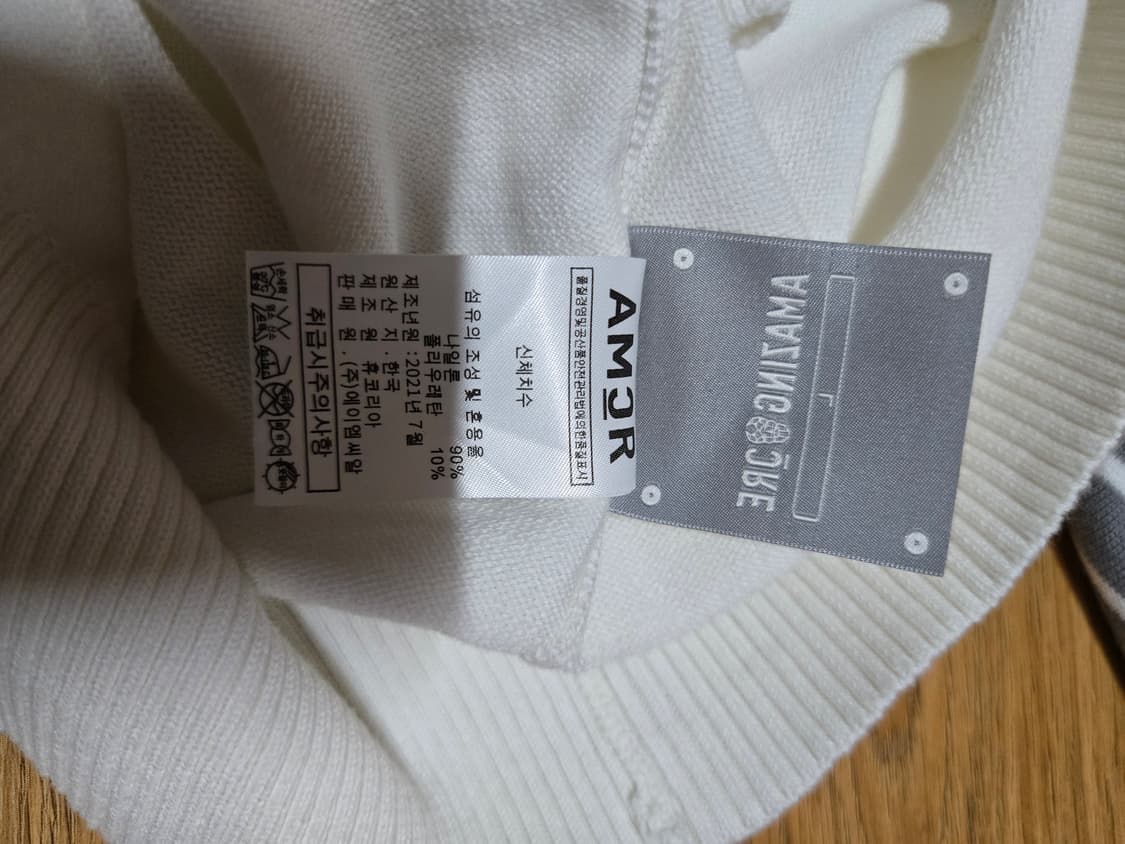 AMCR
품질경영및공산품안전관리법에의한품질표시
신체치수
섬유의 조성 및 혼용율
나일론 90%
폴리우레탄 10%
제조년원 :2021년 7월
원산지 . 한국
제조원 . 휴코리아
판매원 . (주)에이엠씨알
취급시주의사항
AMAZING
CRE